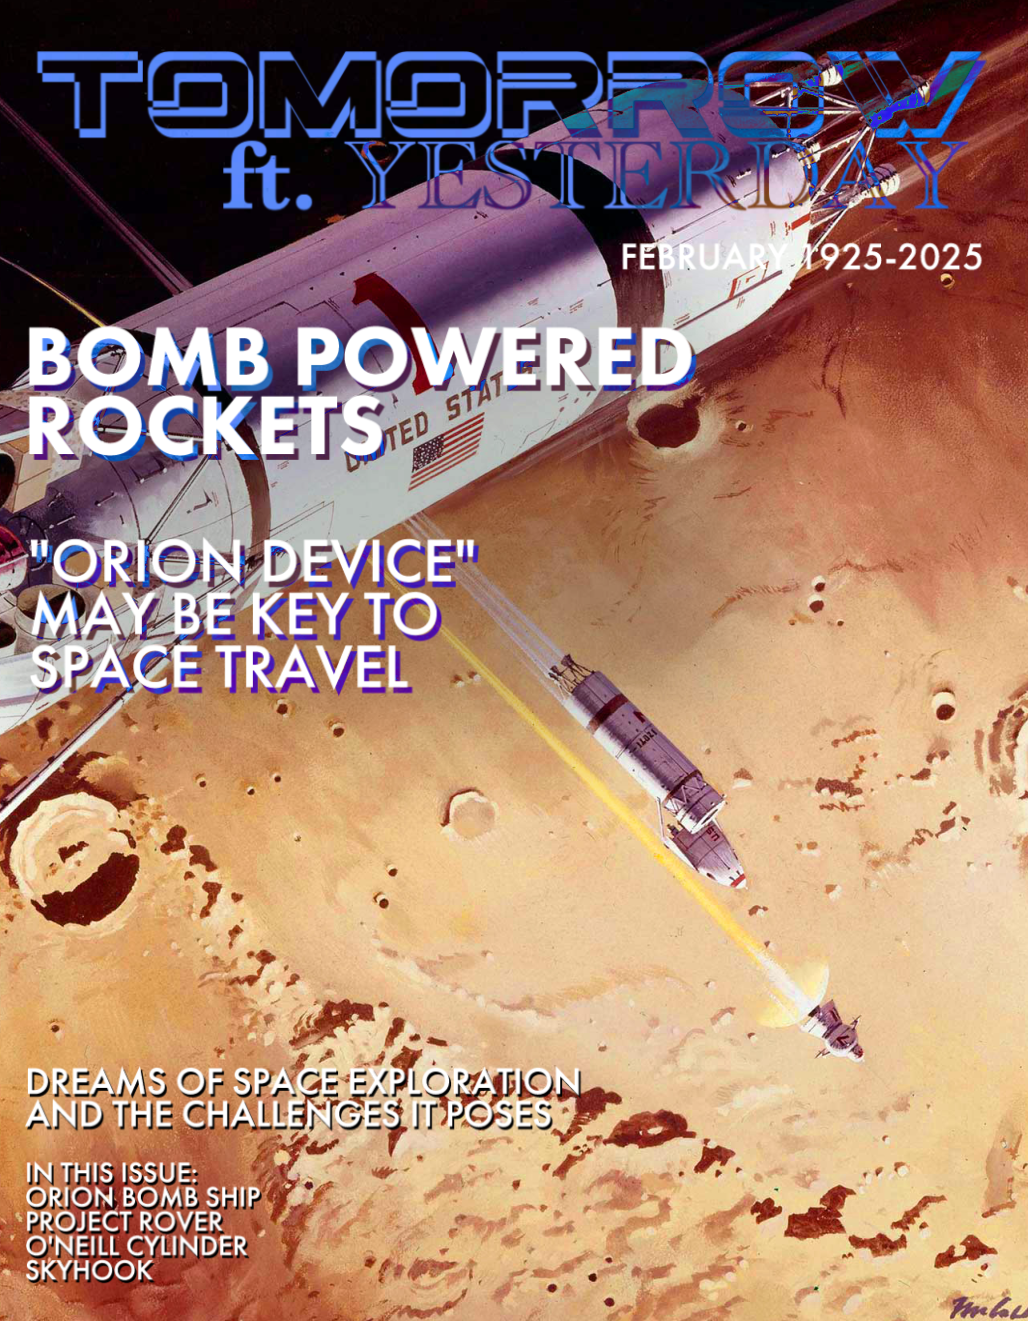 TOMORROW
ft. YESTERDAY
FEBRUARY 1925-2025
BOMB POWERED
ROCKETS
UNITED STATES
"ORION DEVICE"
MAY BE KEY TO
SPACE TRAVEL
DREAMS OF SPACE EXPLORATION
AND THE CHALLENGES IT POSES
IN THIS ISSUE:
ORION BOMB SHIP
PROJECT ROVER
O'NEILL CYLINDER
SKYHOOK